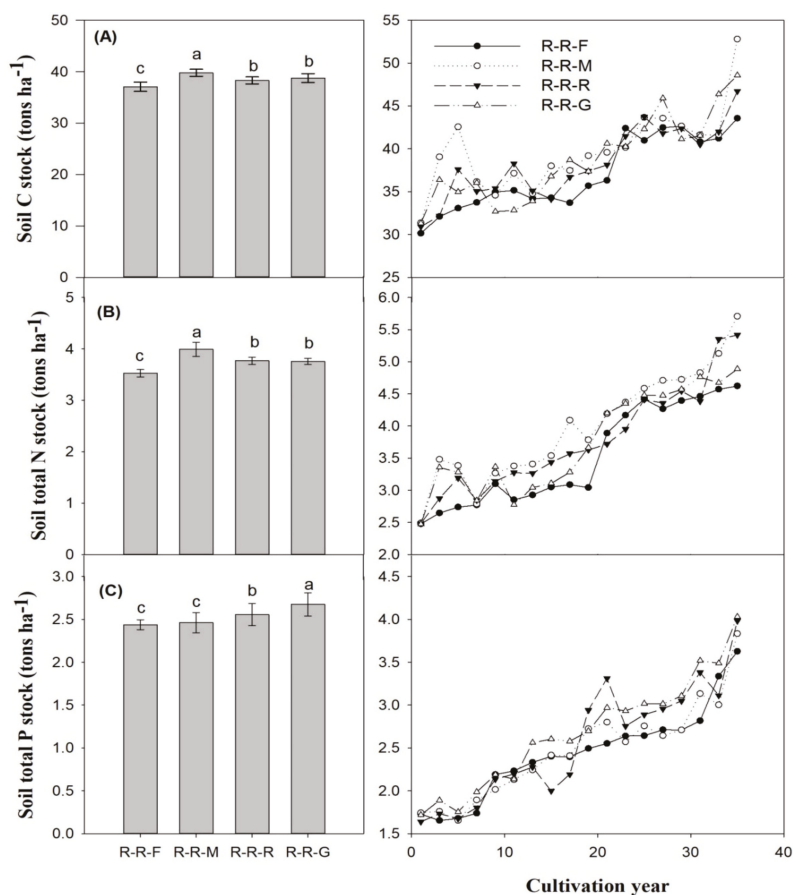 (A)
Soil C stock (tons ha-1)
50
40
30
20
10
0
c
a
b
b
55
50
45
40
35
30
25
R-R-F
R-R-M
R-R-R
R-R-G
(B)
Soil total N stock (tons ha-1)
5
4
3
2
1
0
c
a
b
b
6.0
5.5
5.0
4.5
4.0
3.5
3.0
2.5
2.0
(C)
Soil total P stock (tons ha-1)
3.0
2.5
2.0
1.5
1.0
0.5
0.0
c
c
b
a
R-R-F R-R-M R-R-R R-R-G
4.5
4.0
3.5
3.0
2.5
2.0
1.5
0 10 20 30 40
Cultivation year